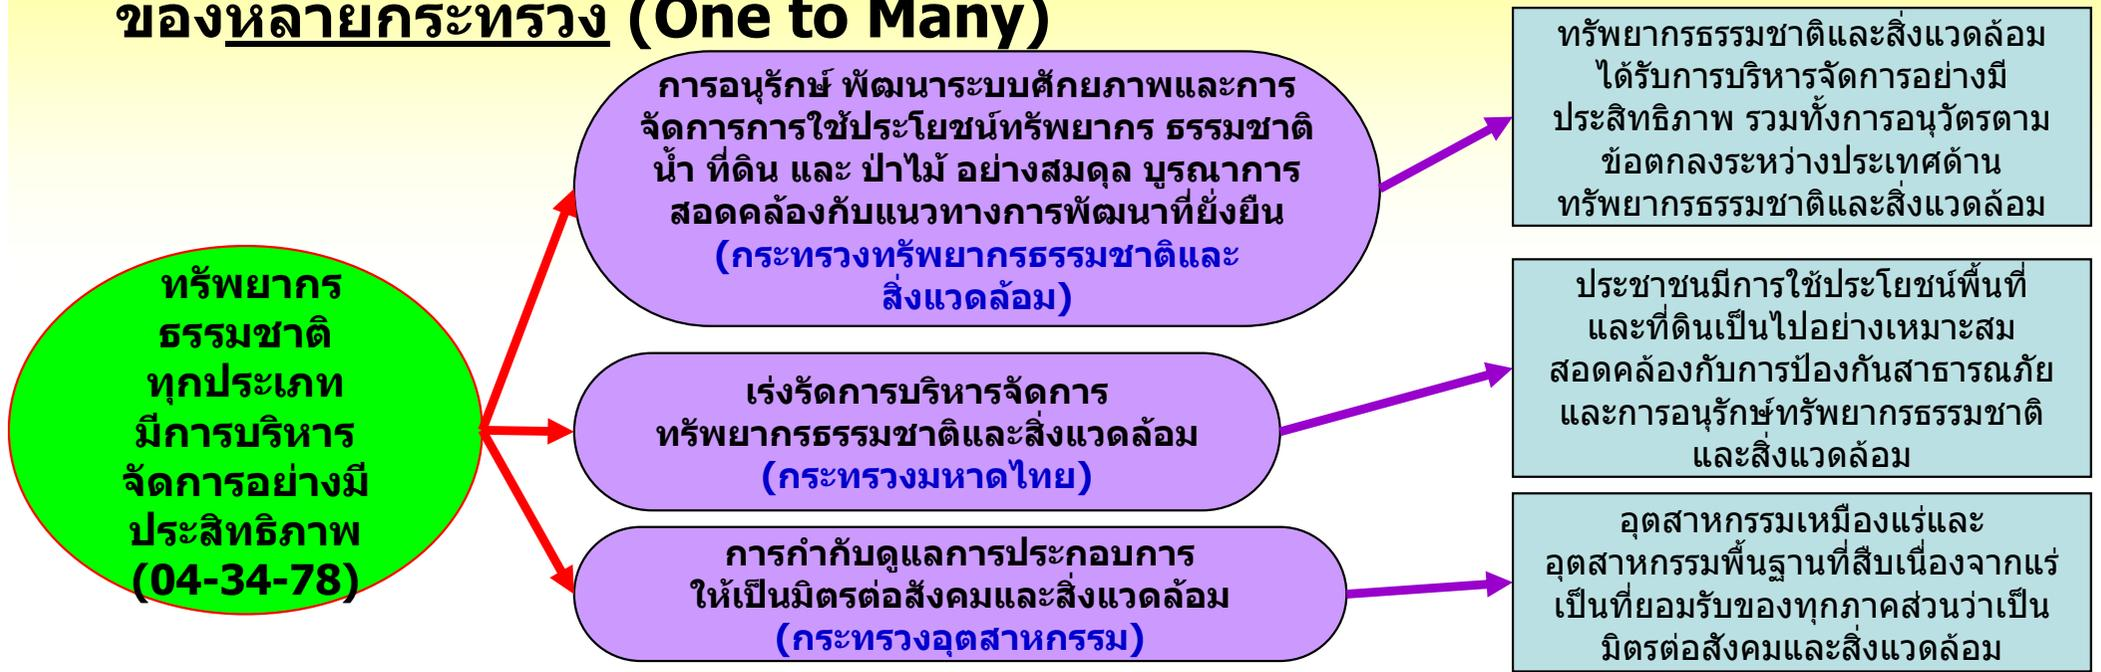 ของหลายกระทรวง (One to Many)
ทรัพยากร
ธรรมชาติ
ทุกประเภท
มีการบริหาร
จัดการอย่างมี
ประสิทธิภาพ
(04-34-78)
การอนุรักษ์ พัฒนาระบบศักยภาพและการ
จัดการการใช้ประโยชน์ทรัพยากร ธรรมชาติ
น้ำ ที่ดิน และ ป่าไม้ อย่างสมดุล บูรณาการ
สอดคล้องกับแนวทางการพัฒนาที่ยั่งยืน
(กระทรวงทรัพยากรธรรมชาติและ
สิ่งแวดล้อม)
เร่งรัดการบริหารจัดการ
ทรัพยากรธรรมชาติและสิ่งแวดล้อม
(กระทรวงมหาดไทย)
การกำกับดูแลการประกอบการ
ให้เป็นมิตรต่อสังคมและสิ่งแวดล้อม
(กระทรวงอุตสาหกรรม)
ทรัพยากรธรรมชาติและสิ่งแวดล้อม
ได้รับการบริหารจัดการอย่างมี
ประสิทธิภาพ รวมทั้งการอนุวัตรตาม
ข้อตกลงระหว่างประเทศด้าน
ทรัพยากรธรรมชาติและสิ่งแวดล้อม
ประชาชนมีการใช้ประโยชน์พื้นที่
และที่ดินเป็นไปอย่างเหมาะสม
สอดคล้องกับการป้องกันสาธารณภัย
และการอนุรักษ์ทรัพยากรธรรมชาติ
และสิ่งแวดล้อม
อุตสาหกรรมเหมืองแร่และ
อุตสาหกรรมพื้นฐานที่สืบเนื่องจากแร่
เป็นที่ยอมรับของทุกภาคส่วนว่าเป็น
มิตรต่อสังคมและสิ่งแวดล้อม